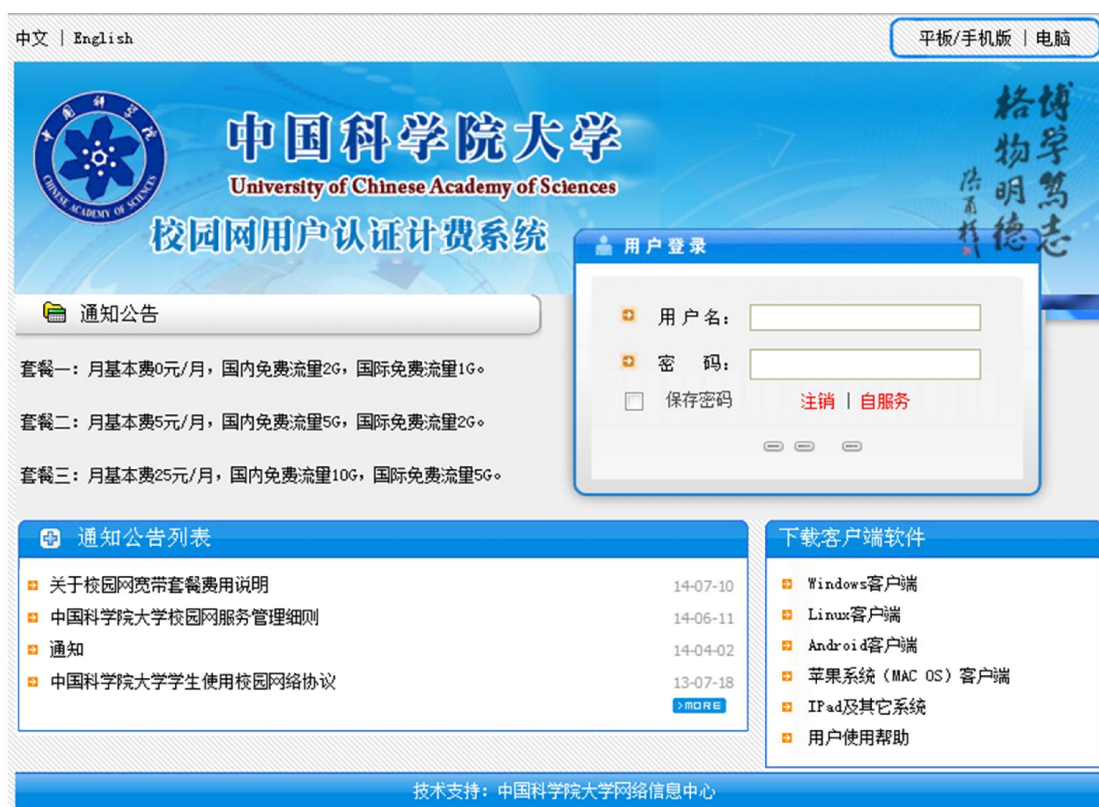 中文 | English
平板/手机版 | 电脑
中国科学院
CHINESE ACADEMY OF SCIENCES
中国科学院大学
University of Chinese Academy of Sciences
校园网用户认证计费系统
博学笃志
格物明德
用户登录
用户名:
密 码:
保存密码
注销 | 自服务
通知公告
套餐一:月基本费0元/月,国内免费流量2G,国际免费流量1G。
套餐二:月基本费5元/月,国内免费流量5G,国际免费流量2G。
套餐三:月基本费25元/月,国内免费流量10G,国际免费流量5G。
通知公告列表
关于校园网宽带套餐费用说明 14-07-10
中国科学院大学校园网服务管理细则 14-06-11
通知 14-04-02
中国科学院大学学生使用校园网络协议 13-07-18
>MORE
下载客户端软件
Windows客户端
Linux客户端
Android客户端
苹果系统(MAC OS)客户端
IPad及其它系统
用户使用帮助
技术支持:中国科学院大学网络信息中心